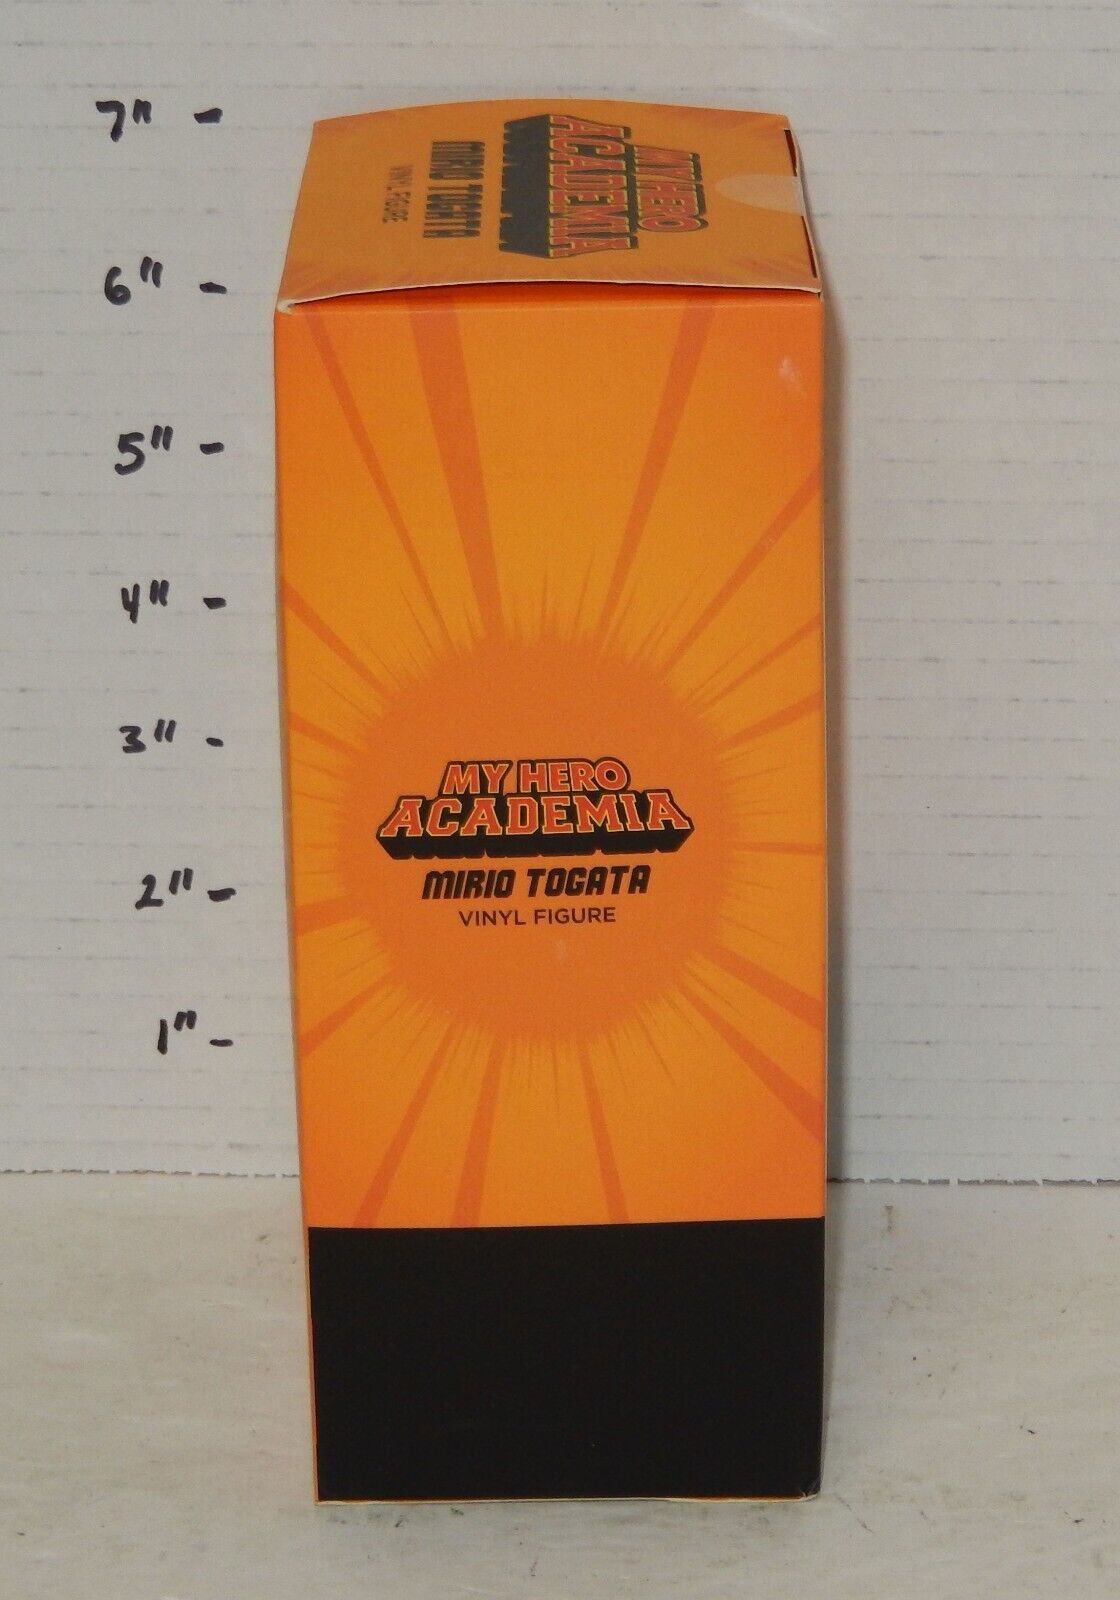 7"
MY HERO
ACADEMIA
MIRIO TOGATA
VINYL FIGURE
6"
5"
4"
3"
MY HERO
ACADEMIA
2"
MIRIO TOGATA
VINYL FIGURE
1"